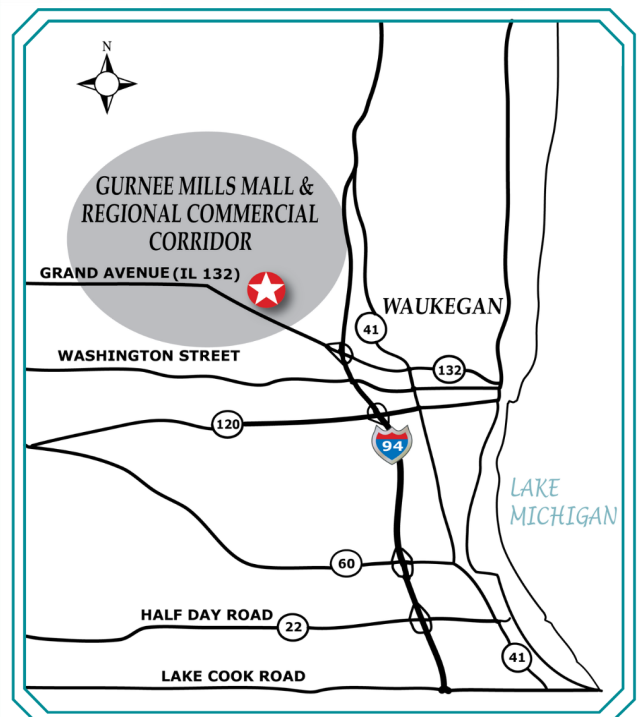 N
GURNEE MILLS MALL &
REGIONAL COMMERCIAL
CORRIDOR
GRAND AVENUE (IL 132)
WAUKEGAN
41
WASHINGTON STREET
132
120
94
LAKE
MICHIGAN
60
HALF DAY ROAD
22
41
LAKE COOK ROAD